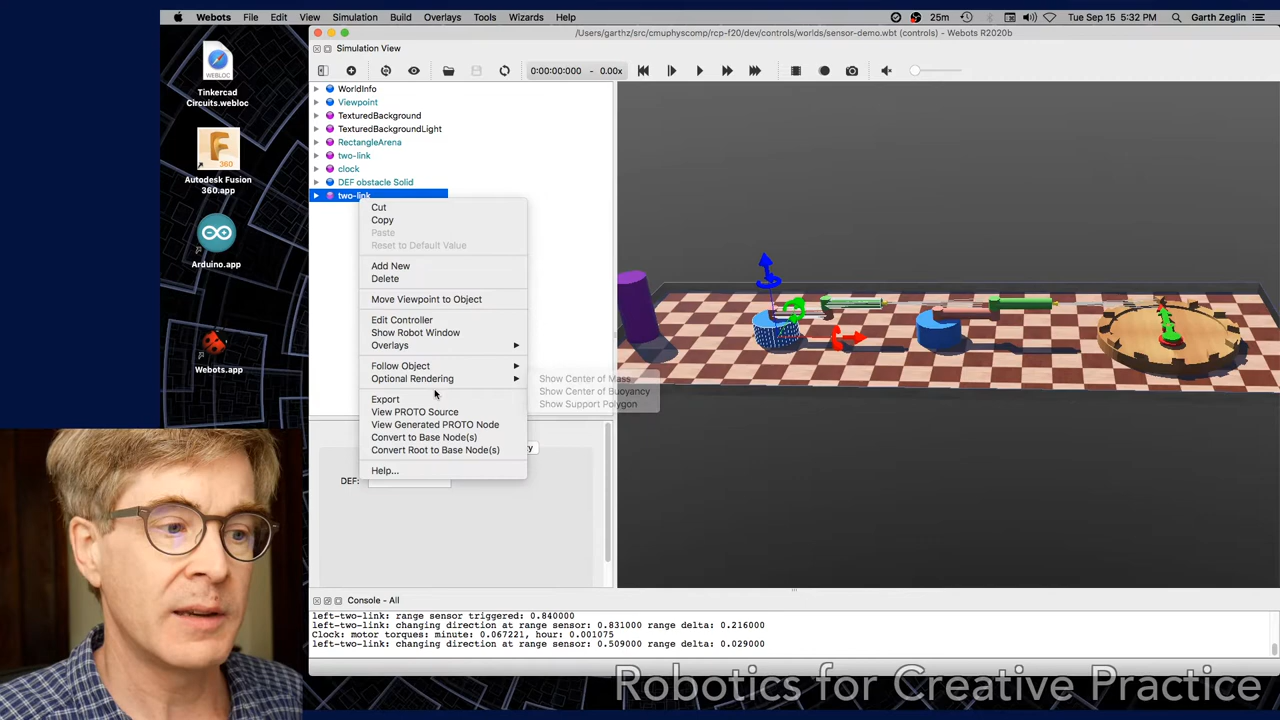 Webots File Edit View Simulation Build Overlays Tools Wizards Help
25m Tue Sep 15 5:32 PM Garth Zeglin
/Users/garthz/src/cmuphyscomp/rcp-f20/dev/controls/worlds/sensor-demo.wbt (controls) - Webots R2020b
Simulation View
0:00:00:000 - 0.00x
WEBLOC
Tinkercad
Circuits.webloc
360
Autodesk Fusion
360.app
Arduino.app
Webots.app
WorldInfo
Viewpoint
TexturedBackground
TexturedBackgroundLight
RectangleArena
two-link
clock
DEF obstacle Solid
two-link
Cut
Copy
Paste
Reset to Default Value
Add New
Delete
Move Viewpoint to Object
Edit Controller
Show Robot Window
Overlays
Follow Object
Optional Rendering
Show Center of Mass
Show Center of Buoyancy
Show Support Polygon
Export
View PROTO Source
View Generated PROTO Node
Convert to Base Node(s)
Convert Root to Base Node(s)
Help...
DEF:
Console - All
left-two-link: range sensor triggered: 0.840000
left-two-link: changing direction at range sensor: 0.831000 range delta: 0.216000
Clock: motor torques: minute: 0.067221, hour: 0.001075
left-two-link: changing direction at range sensor: 0.509000 range delta: 0.029000
Robotics for Creative Practice